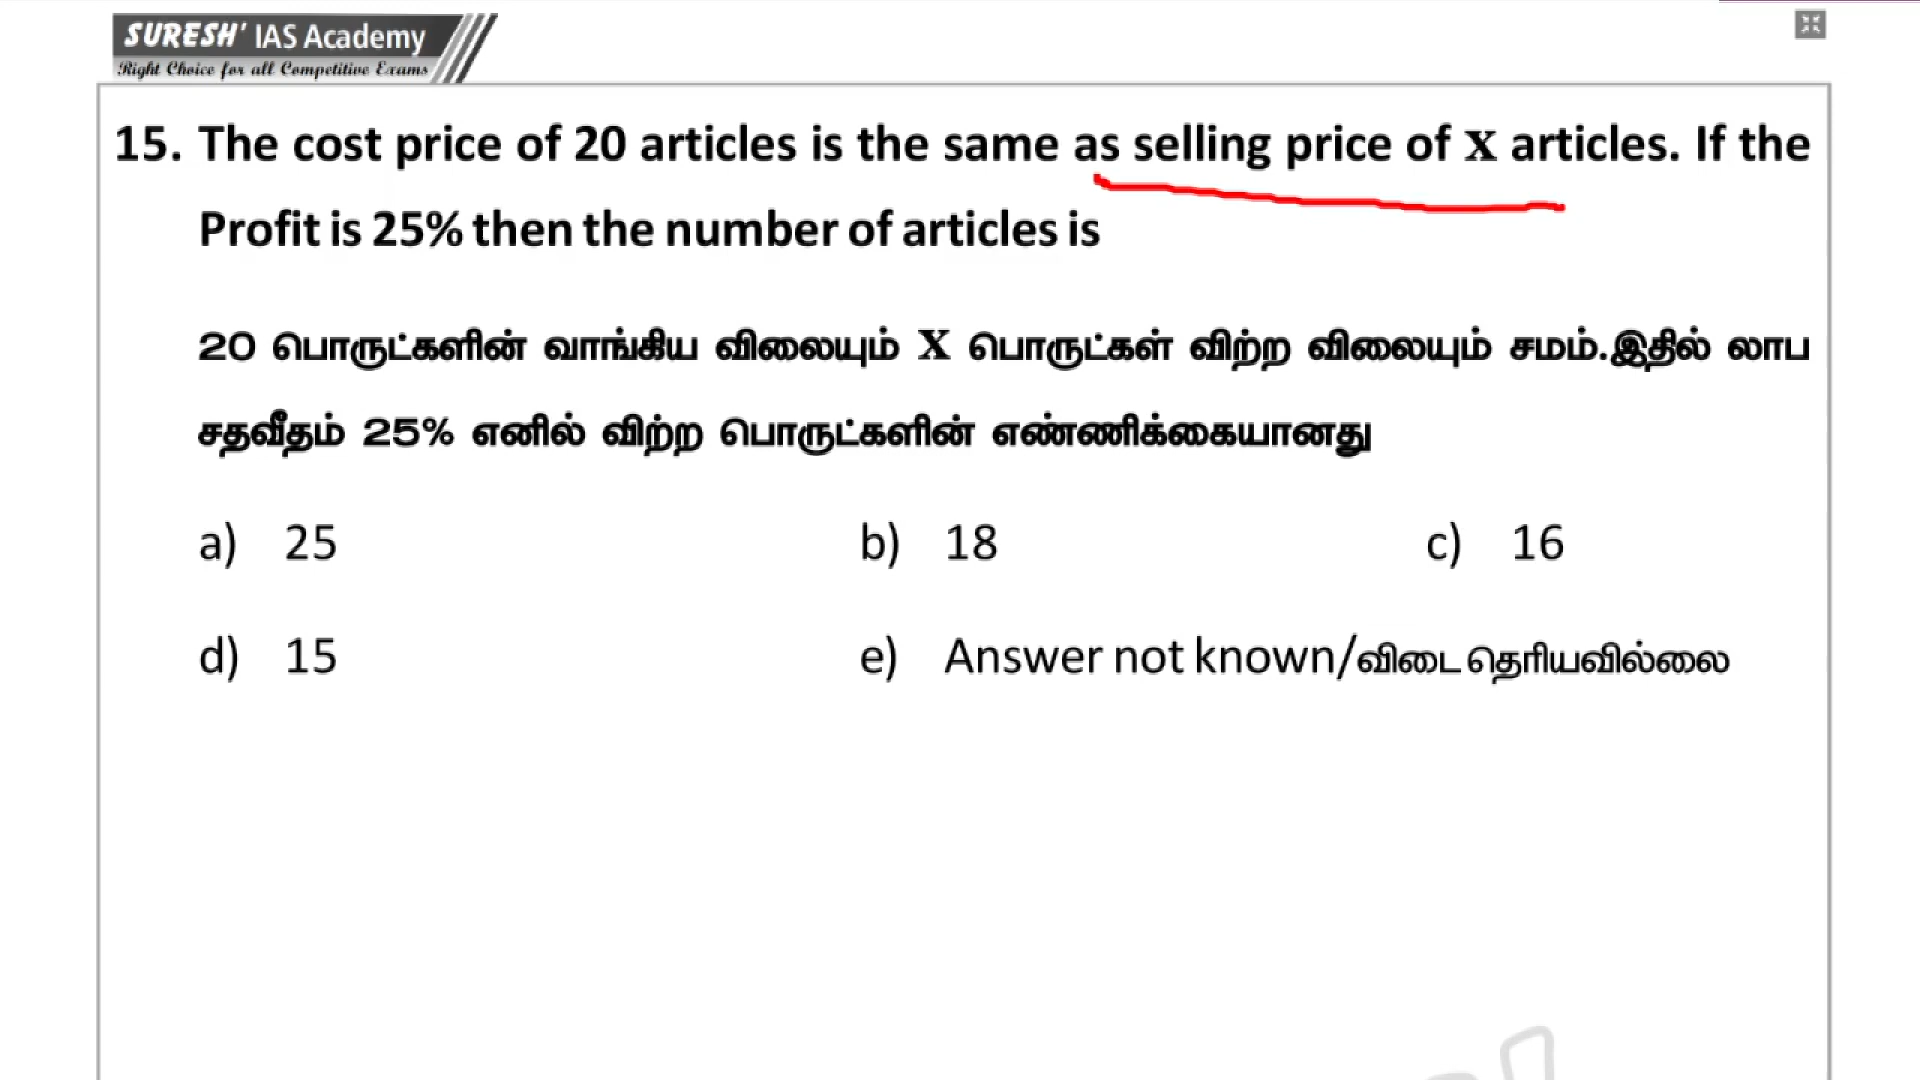 SURESH' IAS Academy
Right Choice for all Competitive Exams
15. The cost price of 20 articles is the same as selling price of x articles. If the
Profit is 25% then the number of articles is
20 பொருட்களின் வாங்கிய விலையும் X பொருட்கள் விற்ற விலையும் சமம்.இதில் லாப
சதவீதம் 25% எனில் விற்ற பொருட்களின் எண்ணிக்கையானது
a) 25 b) 18 c) 16
d) 15 e) Answer not known/விடை தெரியவில்லை